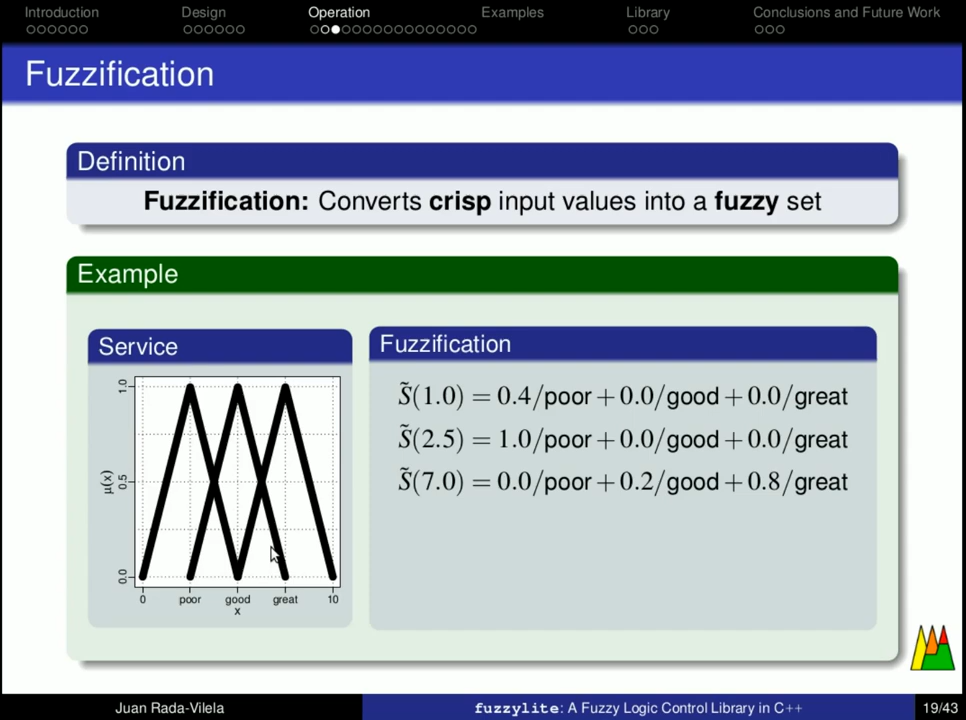 Introduction Design Operation Examples Library Conclusions and Future Work
Fuzzification
Definition
Fuzzification: Converts crisp input values into a fuzzy set
Example
Service
1.0
0.5
0.0
μ(x)
0 poor good great 10
x
Fuzzification
S̃(1.0) = 0.4/poor + 0.0/good + 0.0/great
S̃(2.5) = 1.0/poor + 0.0/good + 0.0/great
S̃(7.0) = 0.0/poor + 0.2/good + 0.8/great
Juan Rada-Vilela fuzzylite: A Fuzzy Logic Control Library in C++ 19/43